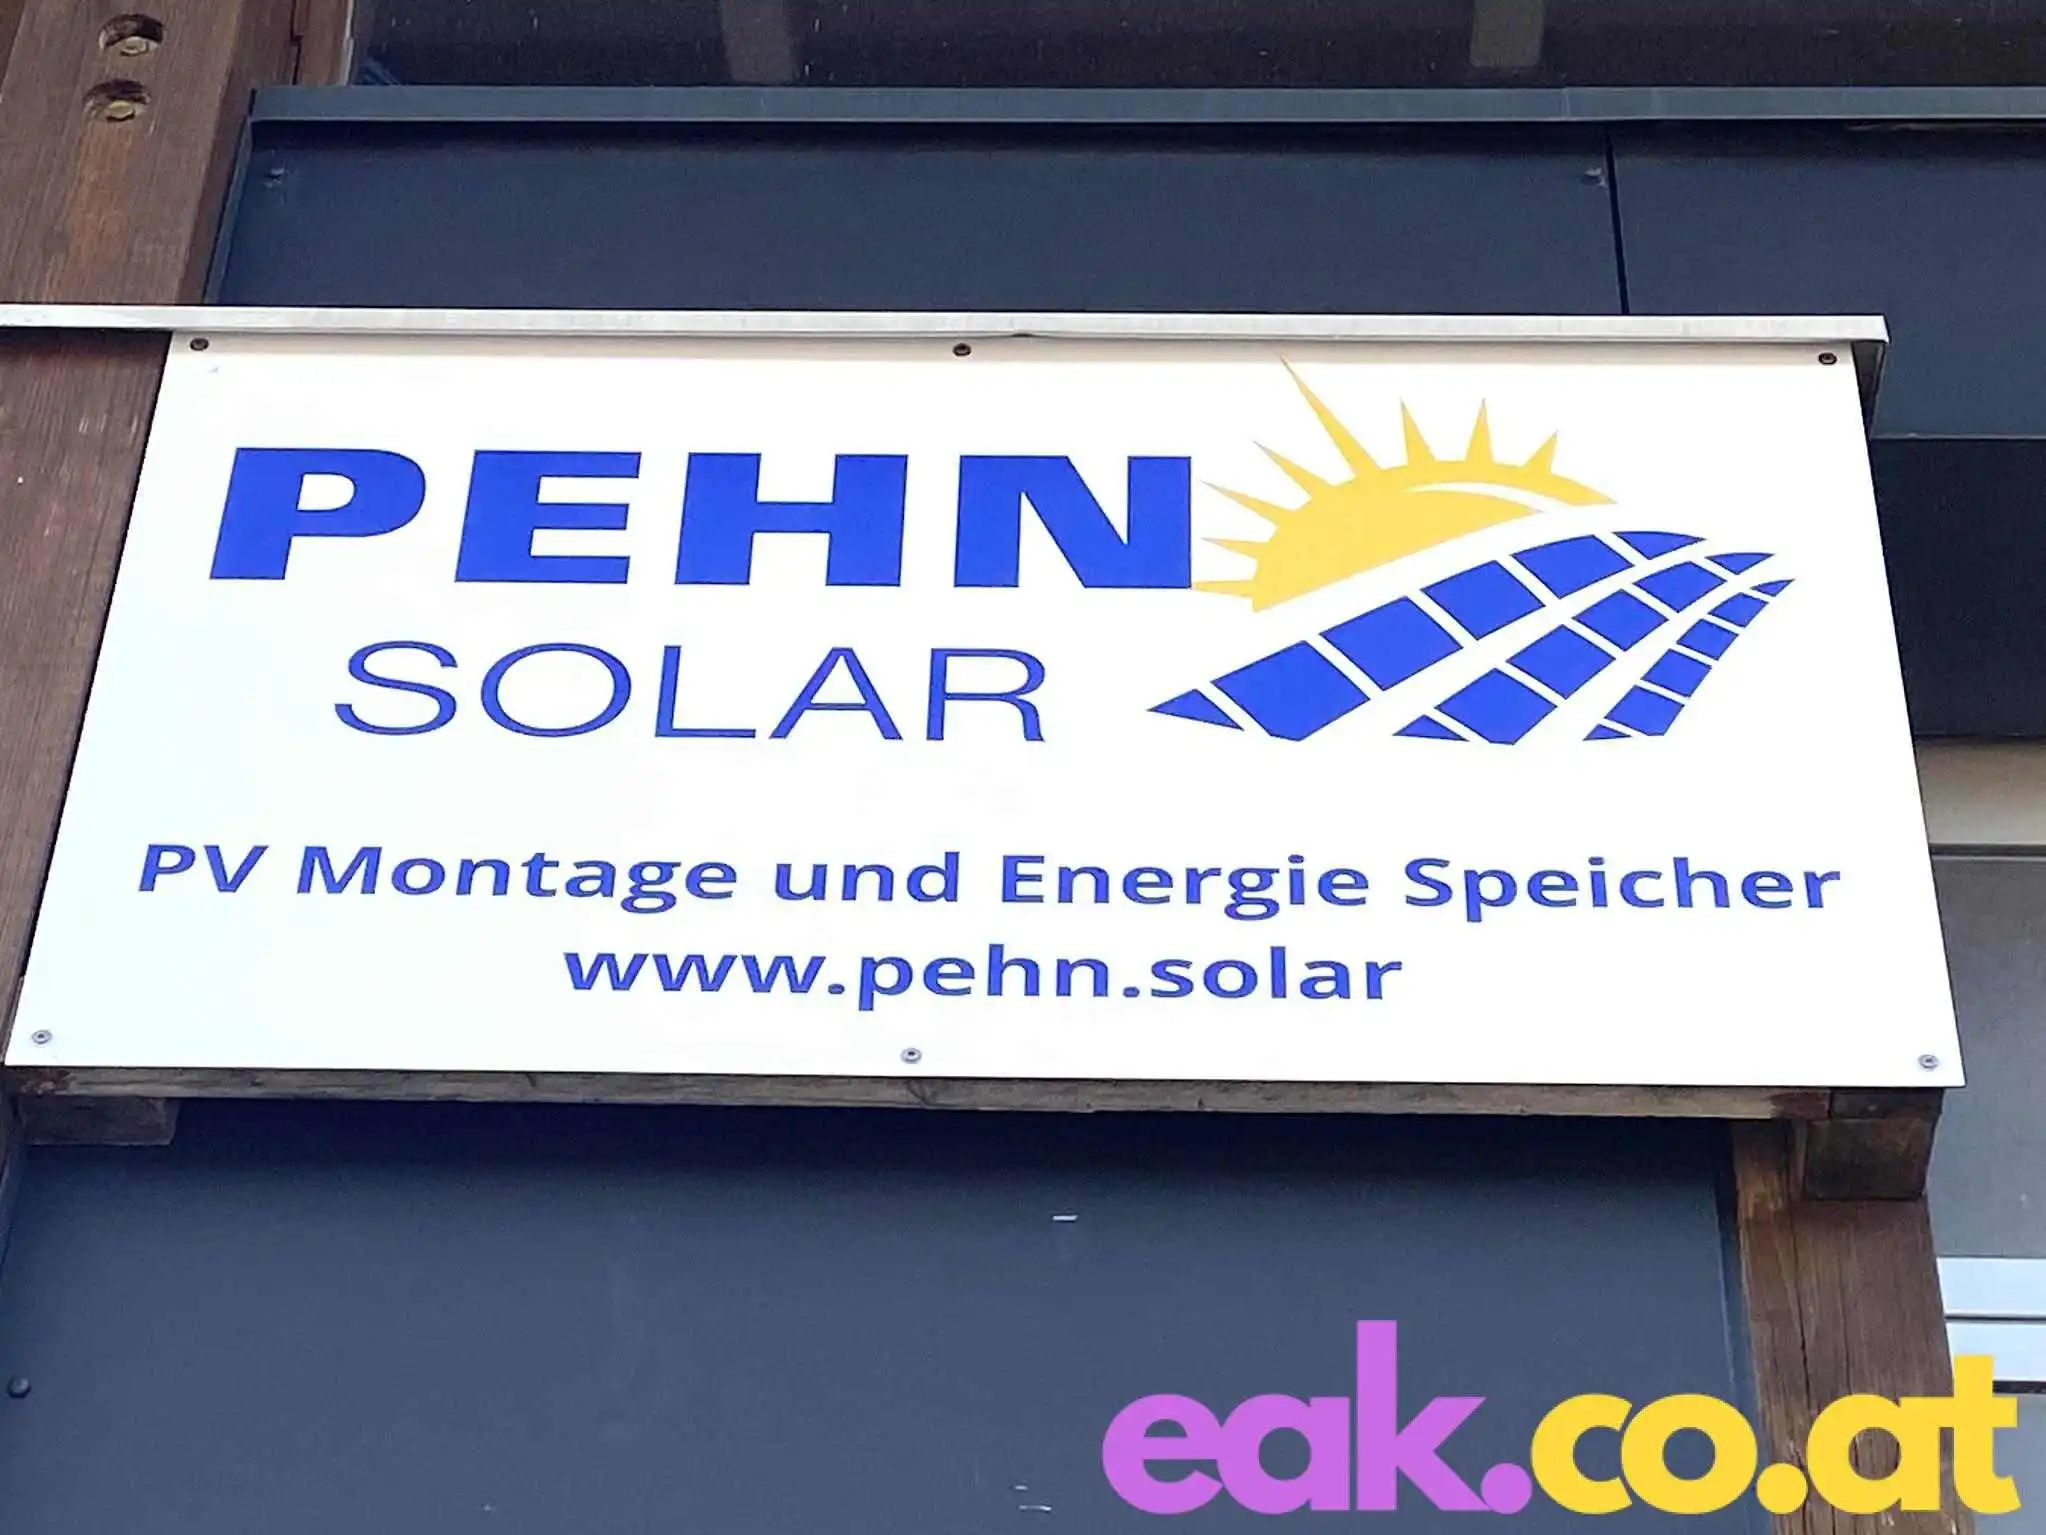 PEHN
SOLAR
PV Montage und Energie Speicher
www.pehn.solar
eak.co.at